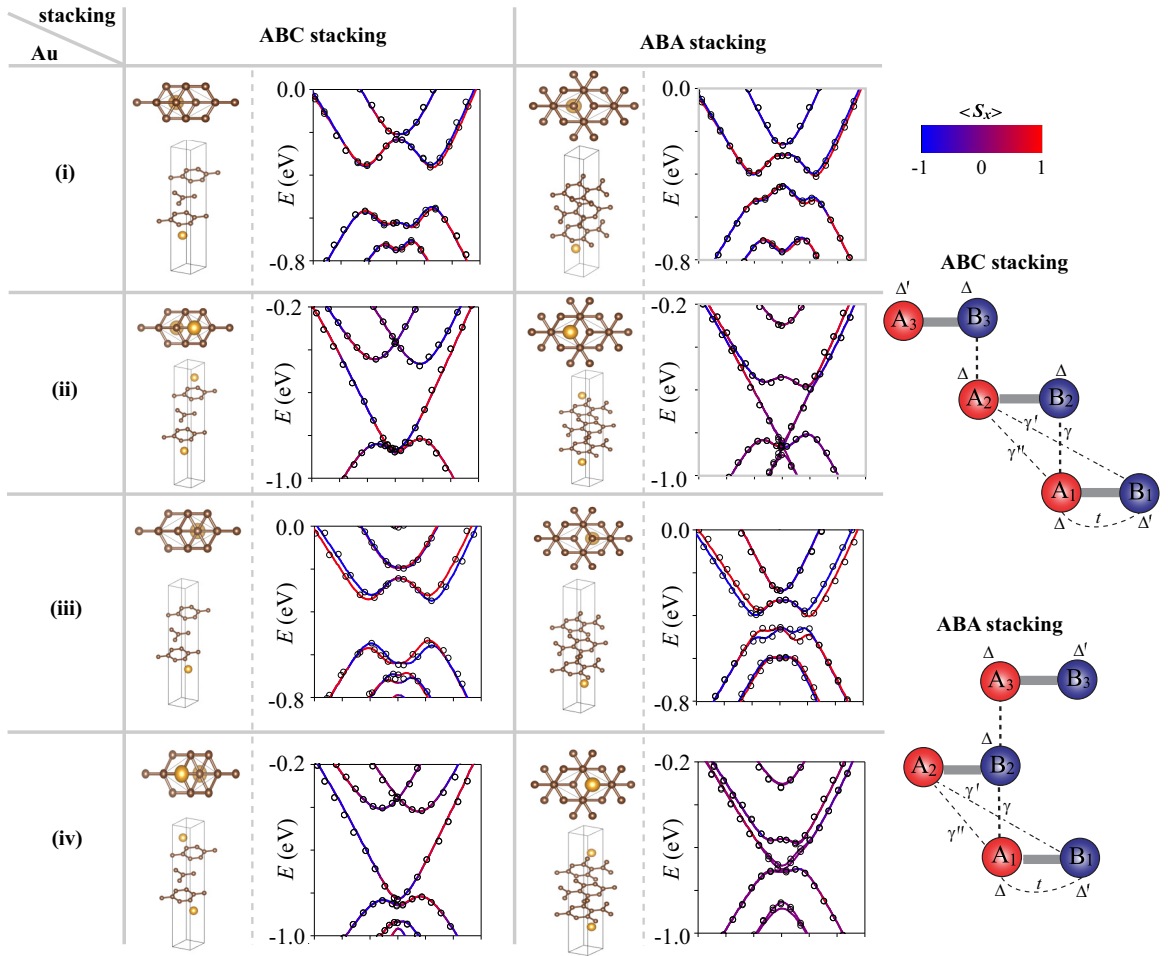 stacking
Au
ABC stacking
ABA stacking
(i)
0.0
E (eV)
-0.8
0.0
E (eV)
-0.8
<Sx>
-1 0 1
(ii)
-0.2
E (eV)
-1.0
-0.2
E (eV)
-1.0
(iii)
0.0
E (eV)
-0.8
0.0
E (eV)
-0.8
(iv)
-0.2
E (eV)
-1.0
-0.2
E (eV)
-1.0
ABC stacking
Δ' Δ
A3 B3
Δ Δ
A2 B2
γ' γ
γ''
A1 B1
Δ t Δ'
ABA stacking
Δ Δ'
A3 B3
Δ
A2 B2
γ' γ
γ''
A1 B1
Δ t Δ'